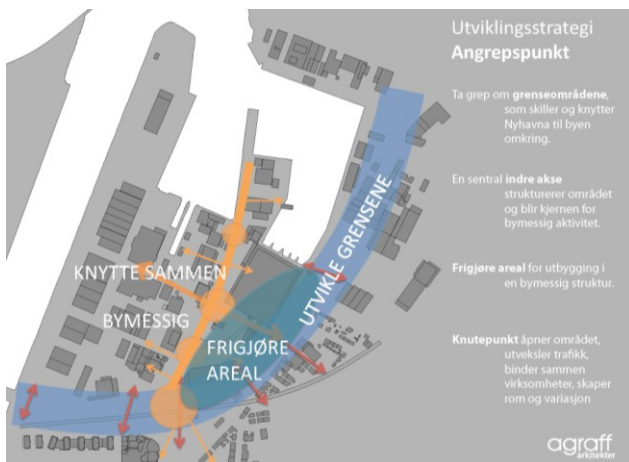 Utviklingsstrategi
Angrepspunkt
Ta grep om grenseområdene,
som skiller og knytter
Nyhavna til byen
omkring.
En sentral indre akse
strukturerer området
og blir kjernen for
bymessig aktivitet.
Frigjøre areal for utbygging i
en bymessig struktur.
Knutepunkt åpner området,
utveksler trafikk,
binder sammen
virksomheter, skaper
rom og variasjon
KNYTTE SAMMEN
BYMESSIG
FRIGJØRE
AREAL
UTVIKLE GRENSENE
agraff
arkitekter